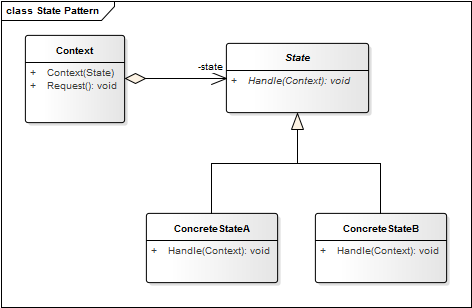 class State Pattern
Context
+ Context(State)
+ Request(): void
-state
State
+ Handle(Context): void
ConcreteStateA
+ Handle(Context): void
ConcreteStateB
+ Handle(Context): void